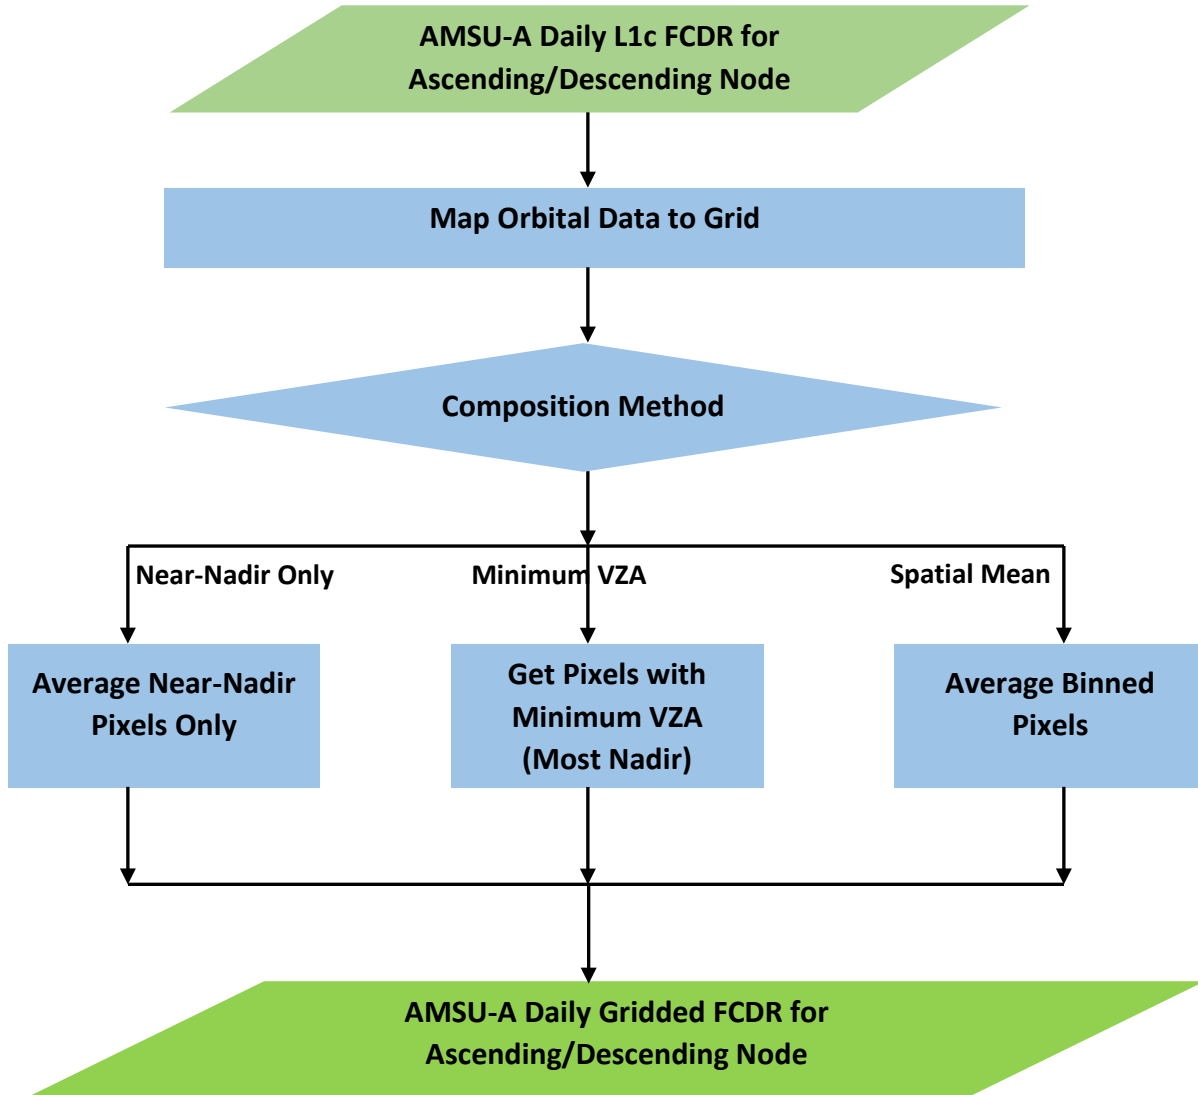 AMSU-A Daily L1c FCDR for
Ascending/Descending Node
Map Orbital Data to Grid
Composition Method
Near-Nadir Only
Minimum VZA
Spatial Mean
Average Near-Nadir
Pixels Only
Get Pixels with
Minimum VZA
(Most Nadir)
Average Binned
Pixels
AMSU-A Daily Gridded FCDR for
Ascending/Descending Node